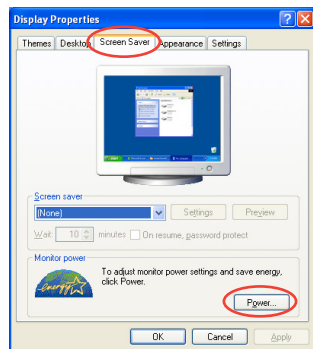 Display Properties
Themes Desktop Screen Saver Appearance Settings
Screen saver
(None) Settings Preview
Wait: 10 minutes On resume, password protect
Monitor power
To adjust monitor power settings and save energy,
click Power.
energy
Power...
OK Cancel Apply